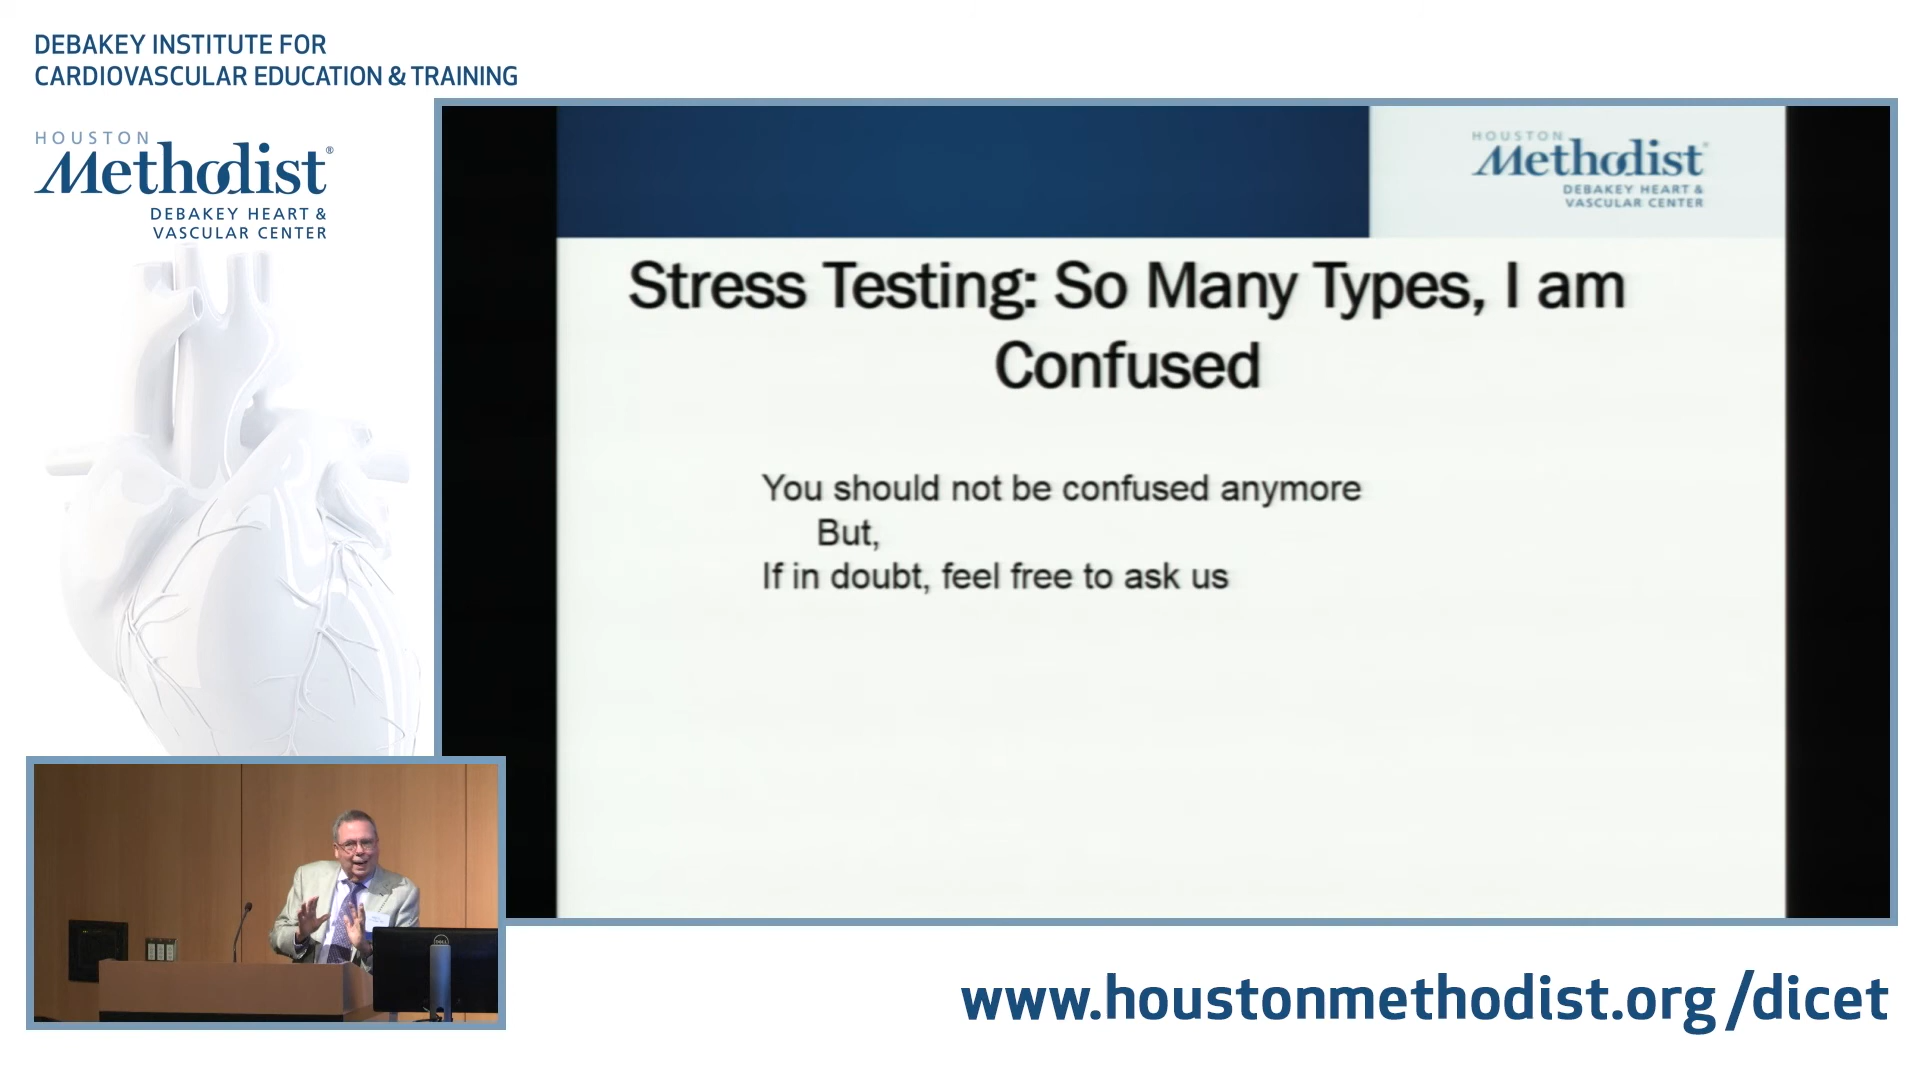 DEBAKEY INSTITUTE FOR
CARDIOVASCULAR EDUCATION & TRAINING
HOUSTON
Methodist®
DEBAKEY HEART &
VASCULAR CENTER
HOUSTON
Methodist
DEBAKEY HEART &
VASCULAR CENTER
Stress Testing: So Many Types, I am
Confused
You should not be confused anymore
But,
If in doubt, feel free to ask us
DELL
www.houstonmethodist.org/dicet